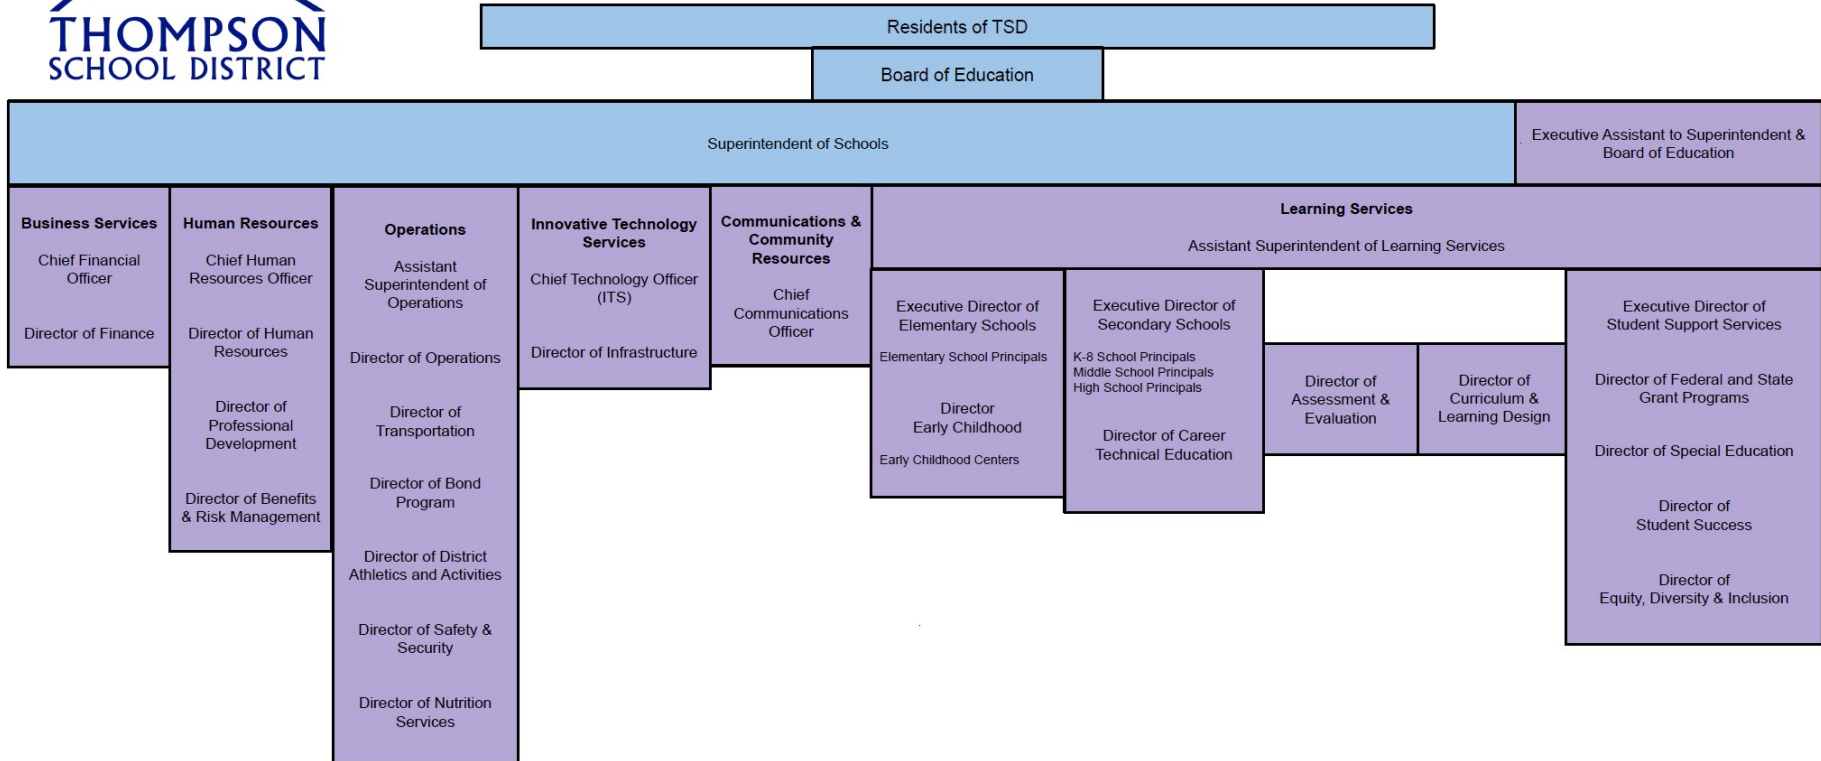 THOMPSON
SCHOOL DISTRICT
Residents of TSD
Board of Education
Superintendent of Schools
Executive Assistant to Superintendent &
Board of Education
Business Services
Chief Financial
Officer
Director of Finance
Human Resources
Chief Human
Resources Officer
Director of Human
Resources
Director of
Professional
Development
Director of Benefits
& Risk Management
Operations
Assistant
Superintendent of
Operations
Director of Operations
Director of
Transportation
Director of Bond
Program
Director of District
Athletics and Activities
Director of Safety &
Security
Director of Nutrition
Services
Innovative Technology
Services
Chief Technology Officer
(ITS)
Director of Infrastructure
Communications &
Community
Resources
Chief
Communications
Officer
Learning Services
Assistant Superintendent of Learning Services
Executive Director of
Elementary Schools
Elementary School Principals
Director
Early Childhood
Early Childhood Centers
Executive Director of
Secondary Schools
K-8 School Principals
Middle School Principals
High School Principals
Director of Career
Technical Education
Director of
Assessment &
Evaluation
Director of
Curriculum &
Learning Design
Executive Director of
Student Support Services
Director of Federal and State
Grant Programs
Director of Special Education
Director of
Student Success
Director of
Equity, Diversity & Inclusion